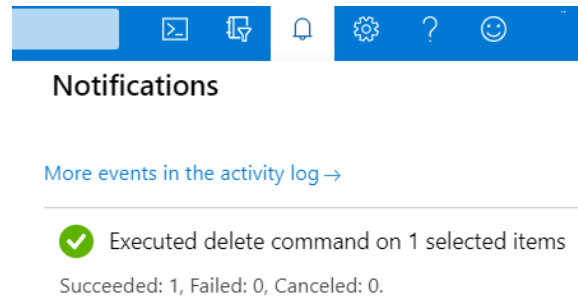 Notifications
More events in the activity log →
Executed delete command on 1 selected items
Succeeded: 1, Failed: 0, Canceled: 0.